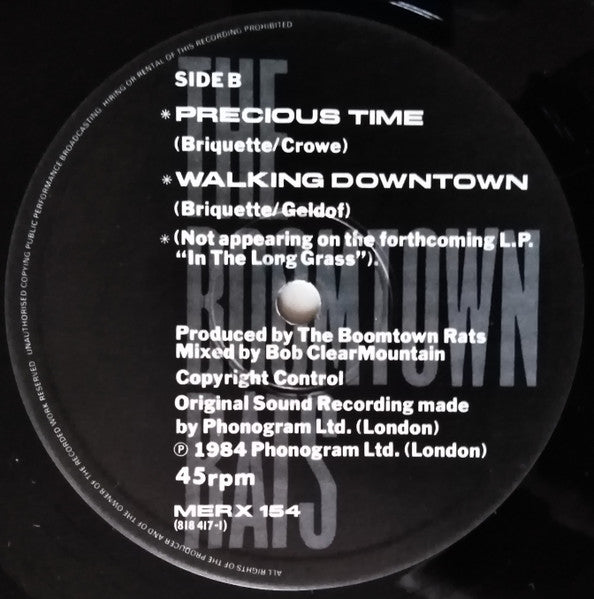 THE
BOOMTOWN
RATS
SIDE B
* PRECIOUS TIME
(Briquette/Crowe)
* WALKING DOWNTOWN
(Briquette/Geldof)
* (Not appearing on the forthcoming L.P.
"In The Long Grass").
Produced by The Boomtown Rats
Mixed by Bob ClearMountain
Copyright Control
Original Sound Recording made
by Phonogram Ltd. (London)
℗ 1984 Phonogram Ltd. (London)
45rpm
MERX 154
(818 417-1)
ALL RIGHTS OF THE PRODUCER AND OF THE OWNER OF THE RECORDED WORK RESERVED UNAUTHORISED COPYING PUBLIC PERFORMANCE BROADCASTING HIRING OR RENTAL OF THIS RECORDING PROHIBITED